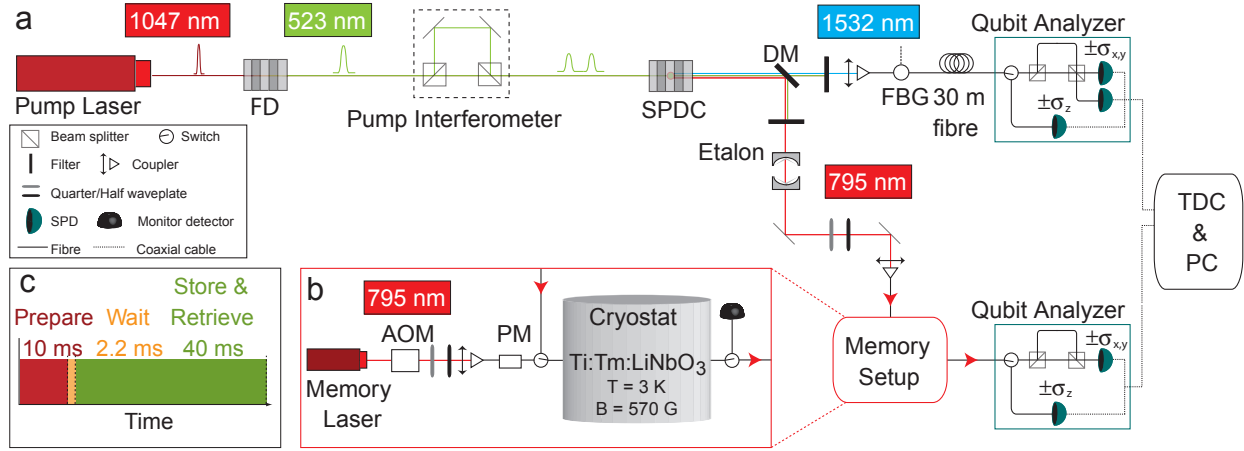 a
1047 nm
523 nm
1532 nm
Qubit Analyzer
Pump Laser
FD
Pump Interferometer
SPDC
DM
FBG
30 m
fibre
±σx,y
±σz
Beam splitter
Switch
Filter
Coupler
Quarter/Half waveplate
SPD
Monitor detector
Fibre
Coaxial cable
Etalon
795 nm
TDC
&
PC
c
Store &
Prepare
Wait
Retrieve
10 ms
2.2 ms
40 ms
Time
b
795 nm
AOM
PM
Memory
Laser
Cryostat
Ti:Tm:LiNbO3
T = 3 K
B = 570 G
Memory
Setup
Qubit Analyzer
±σx,y
±σz